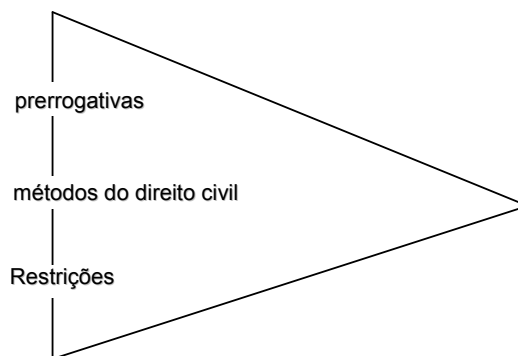 prerrogativas
métodos do direito civil
Restrições